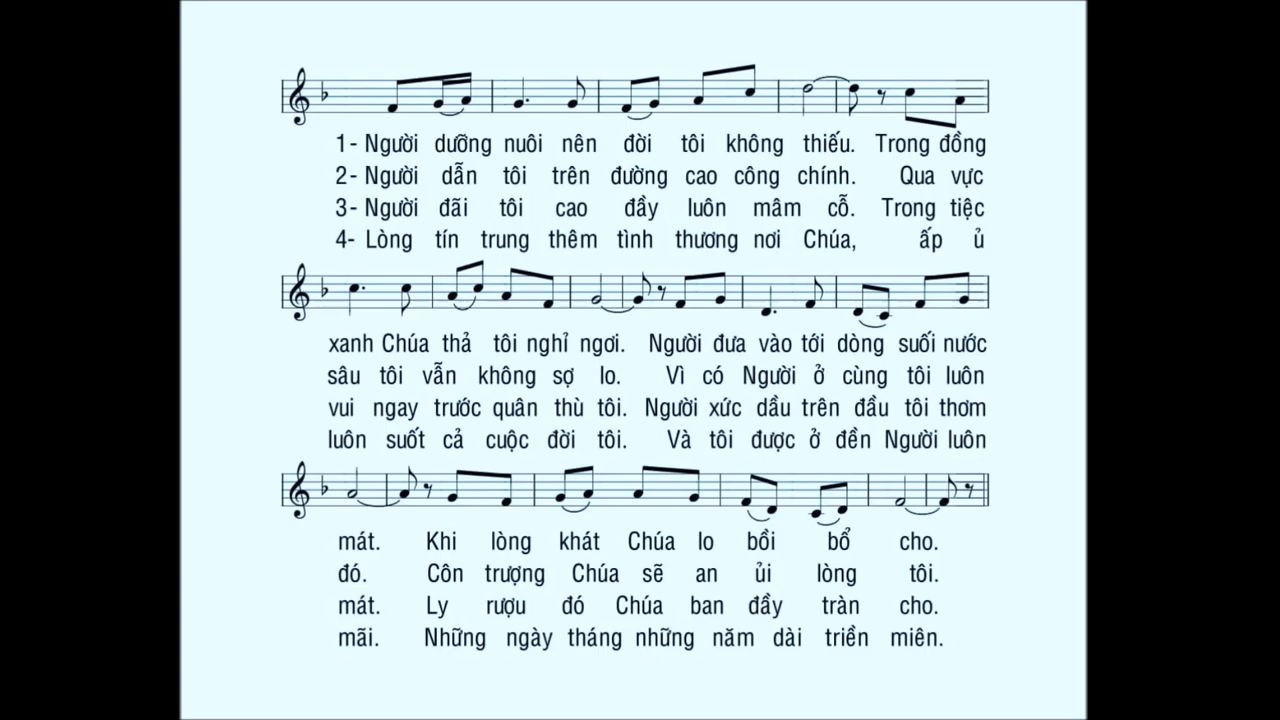 1- Người dưỡng nuôi nên đời tôi không thiếu. Trong đồng
2- Người dẫn tôi trên đường cao công chính. Qua vực
3- Người đãi tôi cao đầy luôn mâm cỗ. Trong tiệc
4- Lòng tín trung thêm tình thương nơi Chúa, ấp ủ
xanh Chúa thả tôi nghỉ ngơi. Người đưa vào tới dòng suối nước
sâu tôi vẫn không sợ lo. Vì có Người ở cùng tôi luôn
vui ngay trước quân thù tôi. Người xức dầu trên đầu tôi thơm
luôn suốt cả cuộc đời tôi. Và tôi được ở đền Người luôn
mát. Khi lòng khát Chúa lo bồi bổ cho.
đó. Côn trượng Chúa sẽ an ủi lòng tôi.
mát. Ly rượu đó Chúa ban đầy tràn cho.
mãi. Những ngày tháng những năm dài triền miên.